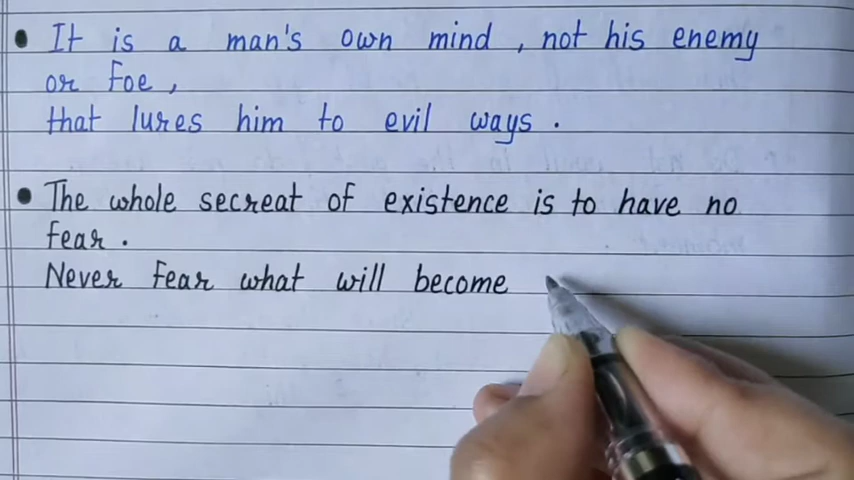 • It is a man's own mind , not his enemy
or foe ,
that lures him to evil ways .
• The whole secreat of existence is to have no
fear .
Never fear what will become